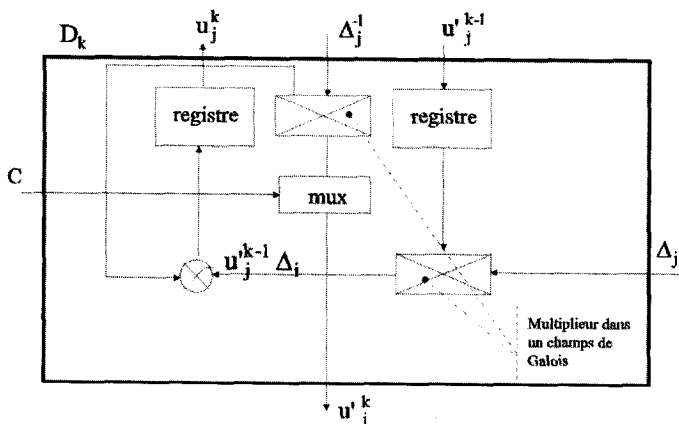 D_k
u_j^k
Δ_j^-1
u'_j^k-1
registre
registre
C
mux
u'_j^k-1 Δ_j
Δ_j
Multiplieur dans
un champs de
Galois
u'_j^k